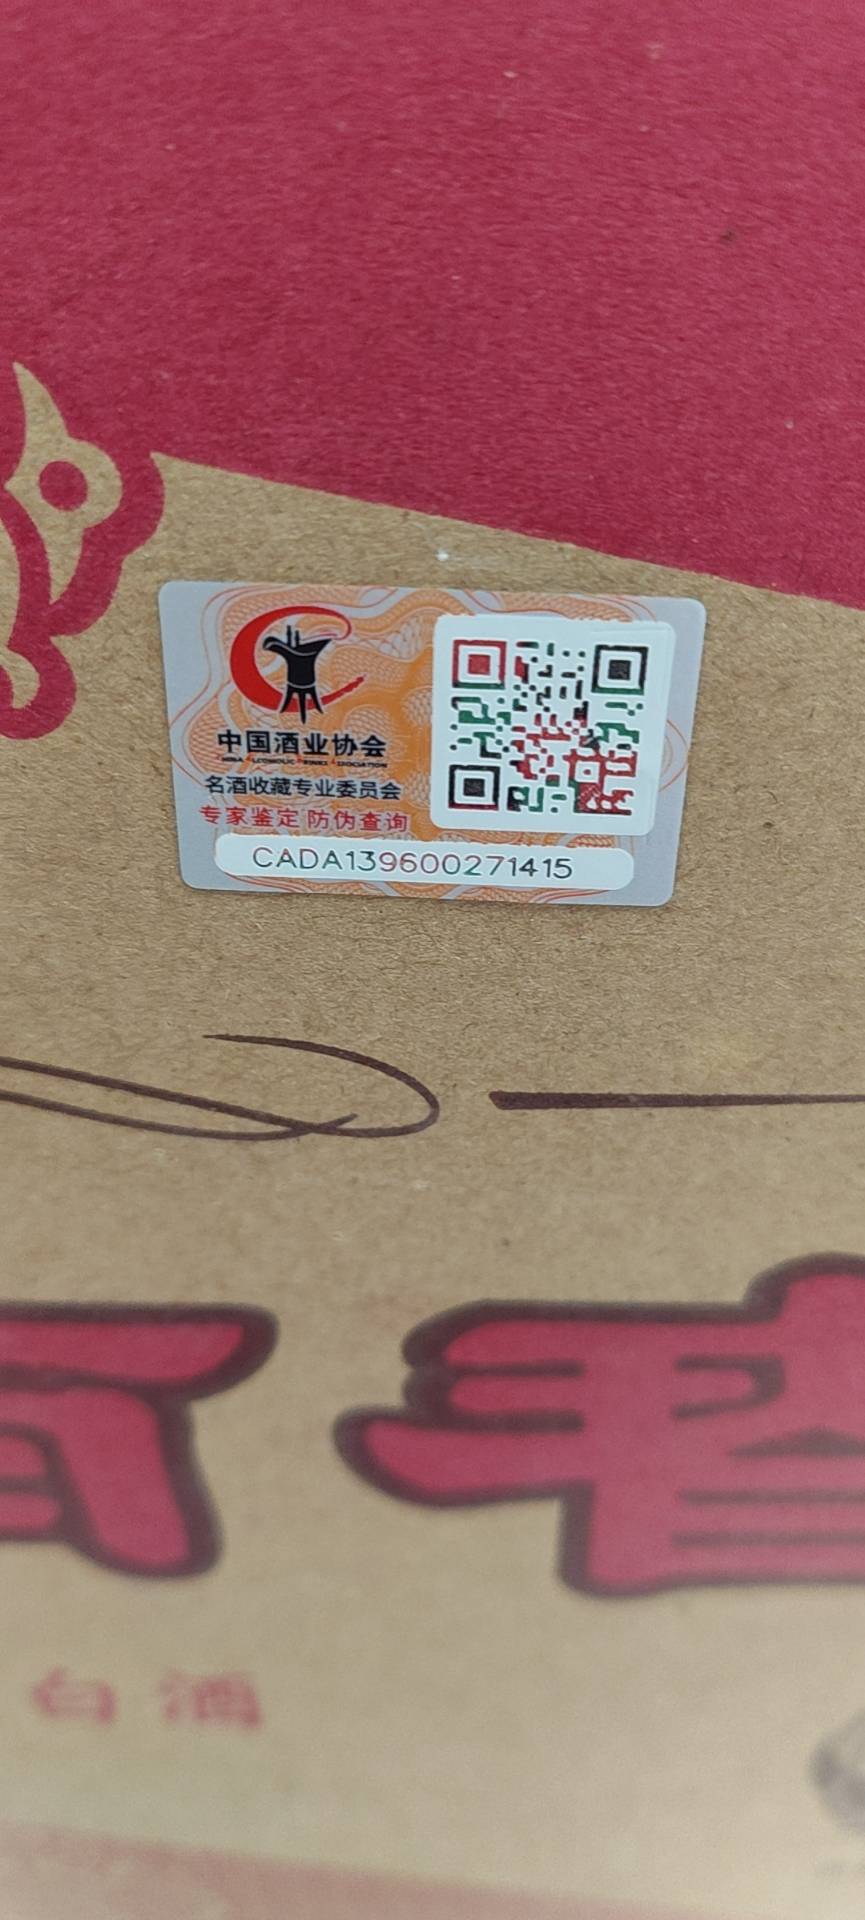 中国酒业协会
名酒收藏专业委员会
专家鉴定 防伪查询
CADA139600271415
白酒